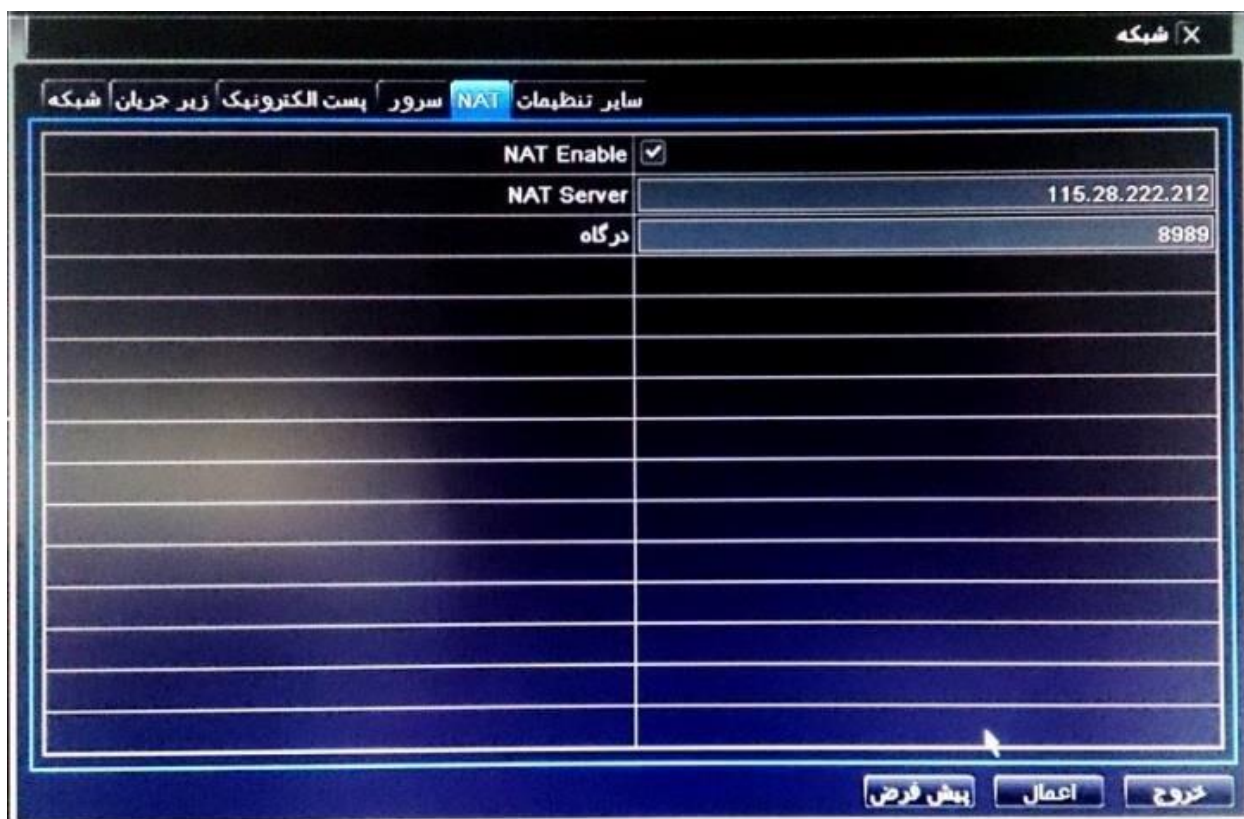 شبکه X
شبکه زیر جریان پست الکترونیک سرور NAT سایر تنظیمات
NAT Enable
NAT Server 115.28.222.212
درگاه 8989
پیش فرض اعمال خروج